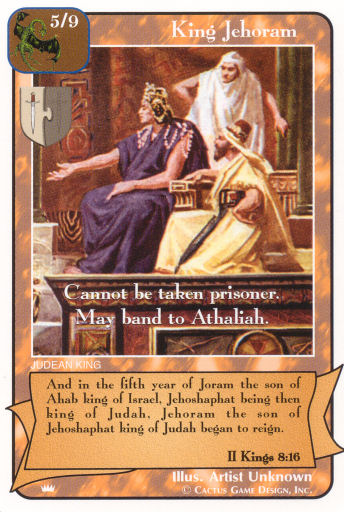 5/9
King Jehoram
Cannot be taken prisoner.
May band to Athaliah.
JUDEAN KING
And in the fifth year of Joram the son of
Ahab king of Israel, Jehoshaphat being then
king of Judah, Jehoram the son of
Jehoshaphat king of Judah began to reign.
II Kings 8:16
Illus. Artist Unknown
© Cactus Game Design, Inc.